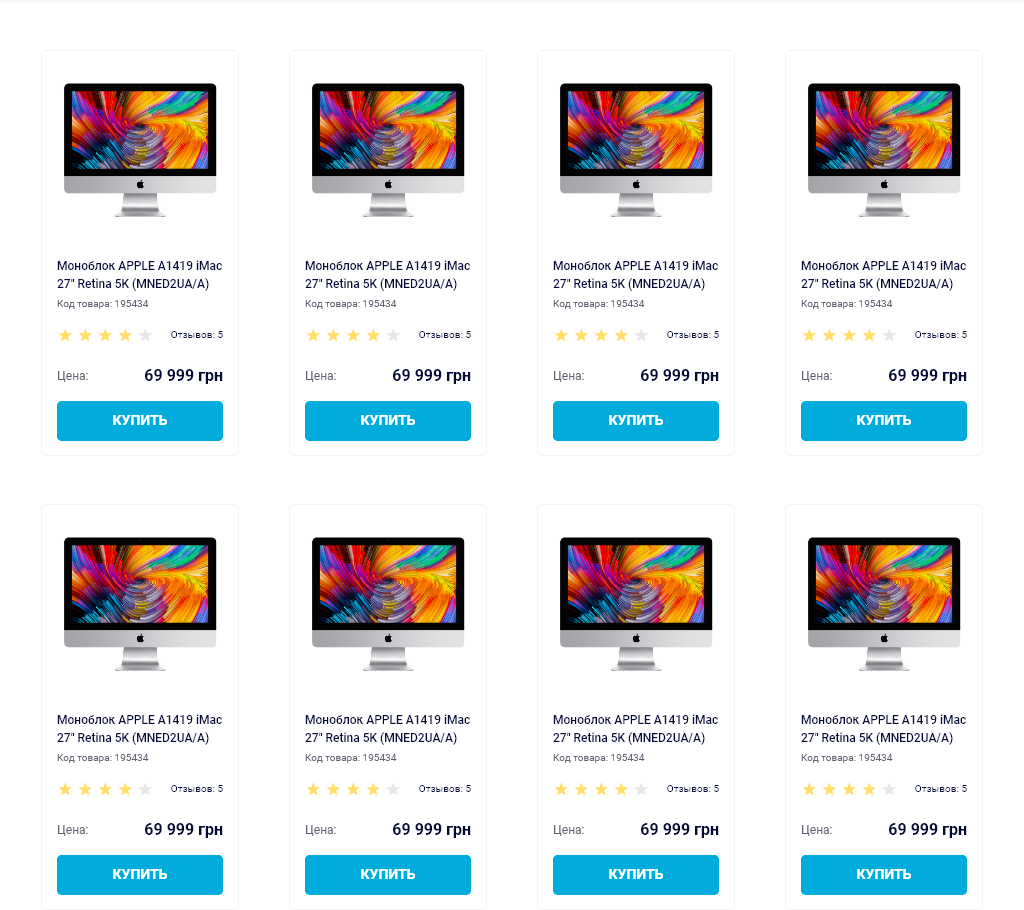 Моноблок APPLE A1419 iMac
27" Retina 5K (MNED2UA/A)
Код товара: 195434
Отзывов: 5
Цена: 69 999 грн
КУПИТЬ
Моноблок APPLE A1419 iMac
27" Retina 5K (MNED2UA/A)
Код товара: 195434
Отзывов: 5
Цена: 69 999 грн
КУПИТЬ
Моноблок APPLE A1419 iMac
27" Retina 5K (MNED2UA/A)
Код товара: 195434
Отзывов: 5
Цена: 69 999 грн
КУПИТЬ
Моноблок APPLE A1419 iMac
27" Retina 5K (MNED2UA/A)
Код товара: 195434
Отзывов: 5
Цена: 69 999 грн
КУПИТЬ
Моноблок APPLE A1419 iMac
27" Retina 5K (MNED2UA/A)
Код товара: 195434
Отзывов: 5
Цена: 69 999 грн
КУПИТЬ
Моноблок APPLE A1419 iMac
27" Retina 5K (MNED2UA/A)
Код товара: 195434
Отзывов: 5
Цена: 69 999 грн
КУПИТЬ
Моноблок APPLE A1419 iMac
27" Retina 5K (MNED2UA/A)
Код товара: 195434
Отзывов: 5
Цена: 69 999 грн
КУПИТЬ
Моноблок APPLE A1419 iMac
27" Retina 5K (MNED2UA/A)
Код товара: 195434
Отзывов: 5
Цена: 69 999 грн
КУПИТЬ